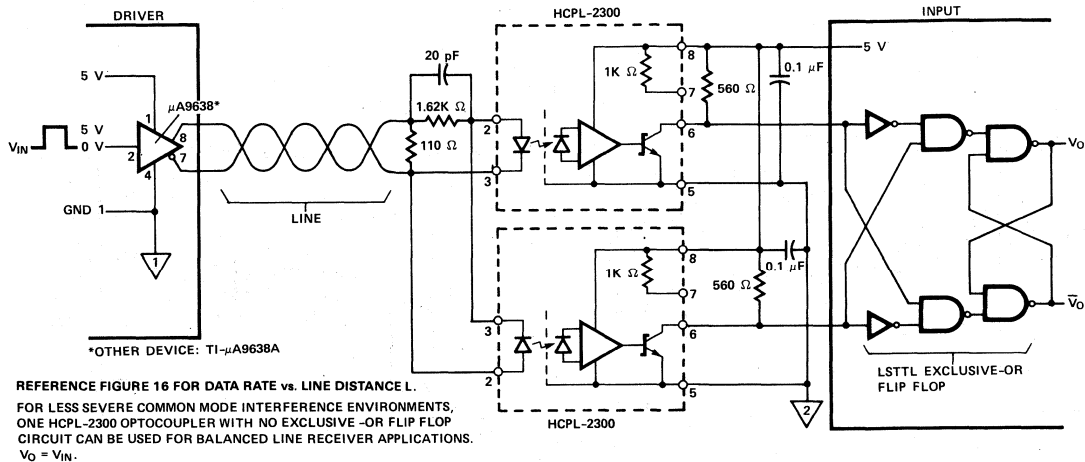 DRIVER
HCPL-2300
INPUT
5 V
µA9638*
V_IN
5 V
0 V
1
2
8
7
4
GND 1
1
LINE
20 pF
1.62K Ω
110 Ω
2
3
1K Ω
8
7
6
5
560 Ω
0.1 µF
5 V
V_O
3
2
1K Ω
8
7
6
5
560 Ω
0.1 µF
HCPL-2300
2
V̅_O
LSTTL EXCLUSIVE-OR
FLIP FLOP
*OTHER DEVICE: TI-µA9638A
REFERENCE FIGURE 16 FOR DATA RATE vs. LINE DISTANCE L.
FOR LESS SEVERE COMMON MODE INTERFERENCE ENVIRONMENTS,
ONE HCPL-2300 OPTOCOUPLER WITH NO EXCLUSIVE -OR FLIP FLOP
CIRCUIT CAN BE USED FOR BALANCED LINE RECEIVER APPLICATIONS.
V_O = V_IN.